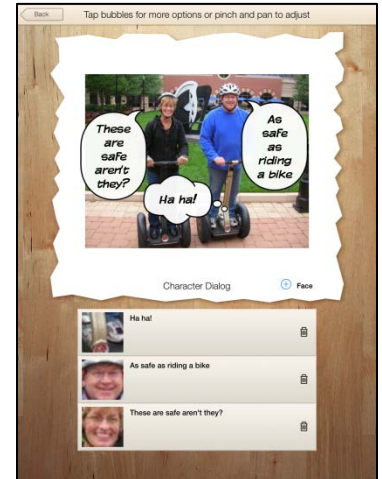 Back
Tap bubbles for more options or pinch and pan to adjust
These
are
safe
aren't
they?
As
safe
as
riding
a bike
Ha ha!
Character Dialog
Face
Ha ha!
As safe as riding a bike
These are safe aren't they?